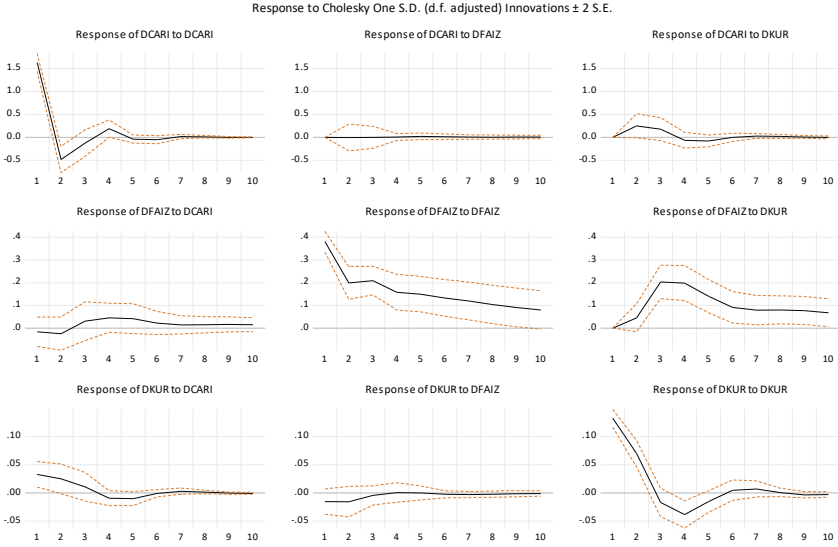 Response to Cholesky One S.D. (d.f. adjusted) Innovations ± 2 S.E.
Response of DCARI to DCARI
Response of DCARI to DFAIZ
Response of DCARI to DKUR
1.5
1.0
0.5
0.0
-0.5
1 2 3 4 5 6 7 8 9 10
1.5
1.0
0.5
0.0
-0.5
1 2 3 4 5 6 7 8 9 10
1.5
1.0
0.5
0.0
-0.5
1 2 3 4 5 6 7 8 9 10
Response of DFAIZ to DCARI
Response of DFAIZ to DFAIZ
Response of DFAIZ to DKUR
.4
.3
.2
.1
.0
1 2 3 4 5 6 7 8 9 10
.4
.3
.2
.1
.0
1 2 3 4 5 6 7 8 9 10
.4
.3
.2
.1
.0
1 2 3 4 5 6 7 8 9 10
Response of DKUR to DCARI
Response of DKUR to DFAIZ
Response of DKUR to DKUR
.10
.05
.00
-.05
1 2 3 4 5 6 7 8 9 10
.10
.05
.00
-.05
1 2 3 4 5 6 7 8 9 10
.10
.05
.00
-.05
1 2 3 4 5 6 7 8 9 10